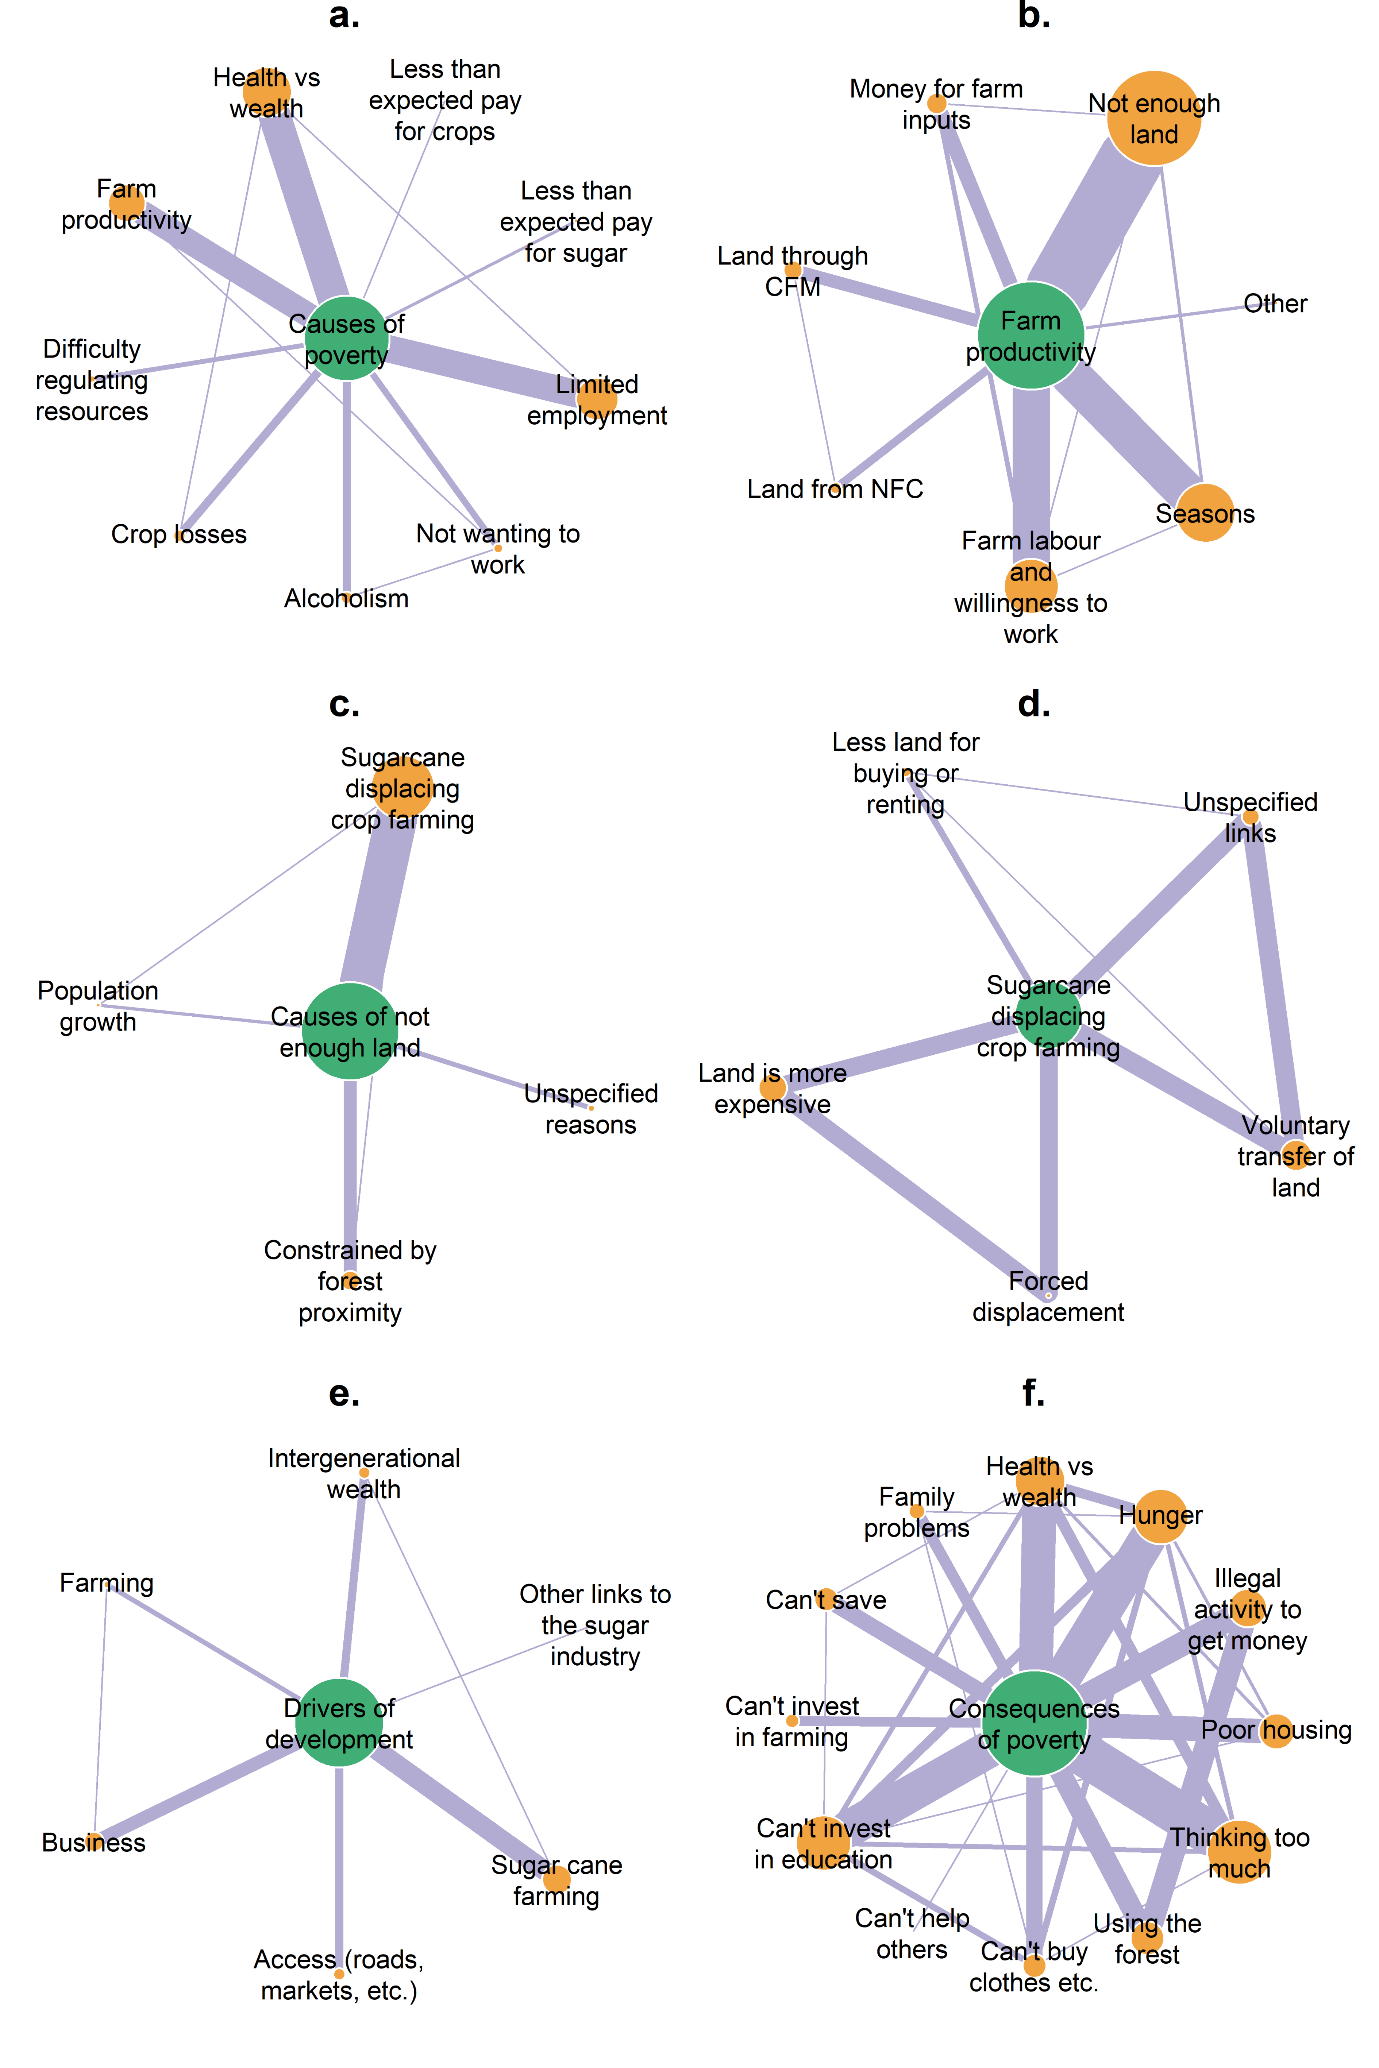 a.
Health vs
wealth
Less than
expected pay
for crops
Farm
productivity
Less than
expected pay
for sugar
Causes of
poverty
Difficulty
regulating
resources
Limited
employment
Crop losses
Not wanting to
work
Alcoholism
b.
Money for farm
inputs
Not enough
land
Land through
CFM
Other
Farm
productivity
Land from NFC
Seasons
Farm labour
and
willingness to
work
c.
Sugarcane
displacing
crop farming
Population
growth
Causes of not
enough land
Unspecified
reasons
Constrained by
forest
proximity
d.
Less land for
buying or
renting
Unspecified
links
Sugarcane
displacing
crop farming
Land is more
expensive
Voluntary
transfer of
land
Forced
displacement
e.
Intergenerational
wealth
Farming
Other links to
the sugar
industry
Drivers of
development
Business
Sugar cane
farming
Access (roads,
markets, etc.)
f.
Health vs
wealth
Family
problems
Hunger
Can't save
Illegal
activity to
get money
Can't invest
in farming
Consequences
of poverty
Poor housing
Can't invest
in education
Thinking too
much
Can't help
others
Using the
forest
Can't buy
clothes etc.